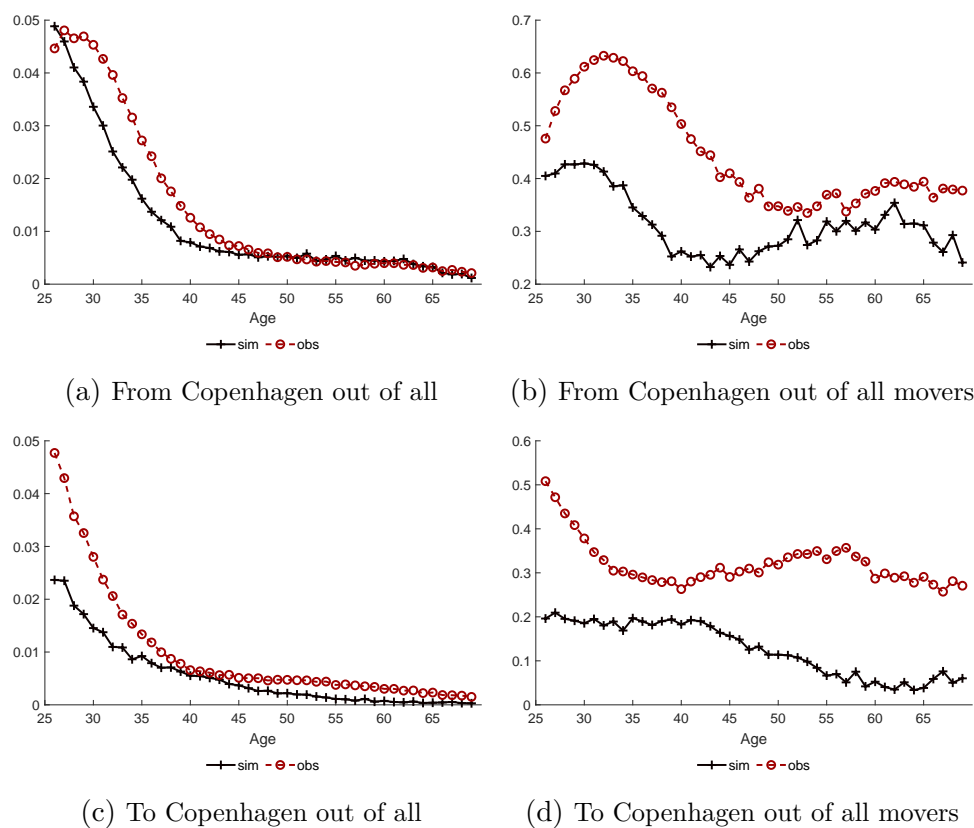 0.05
0.04
0.03
0.02
0.01
0
25 30 35 40 45 50 55 60 65
Age
sim obs
(a) From Copenhagen out of all
0.7
0.6
0.5
0.4
0.3
0.2
25 30 35 40 45 50 55 60 65
Age
sim obs
(b) From Copenhagen out of all movers
0.05
0.04
0.03
0.02
0.01
0
25 30 35 40 45 50 55 60 65
Age
sim obs
(c) To Copenhagen out of all
0.6
0.5
0.4
0.3
0.2
0.1
0
25 30 35 40 45 50 55 60 65
Age
sim obs
(d) To Copenhagen out of all movers